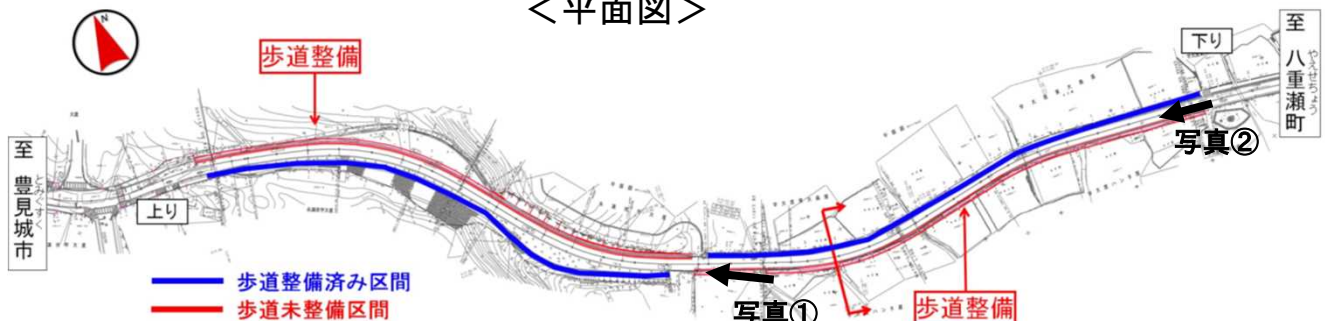 ＜平面図＞
N
歩道整備
下り
至 八重瀬町
やえせちょう
写真②
至 豊見城市
とみぐすく
上り
歩道整備済み区間
歩道未整備区間
写真①
歩道整備